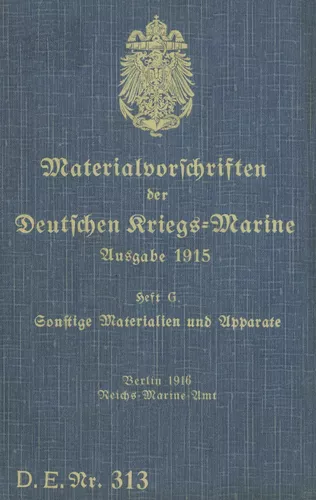 Materialvorschriften
der
Deutschen Kriegs=Marine
Ausgabe 1915
Heft G
Sonstige Materialien und Apparate
Berlin 1916
Reichs-Marine-Amt
D. E. Nr. 313